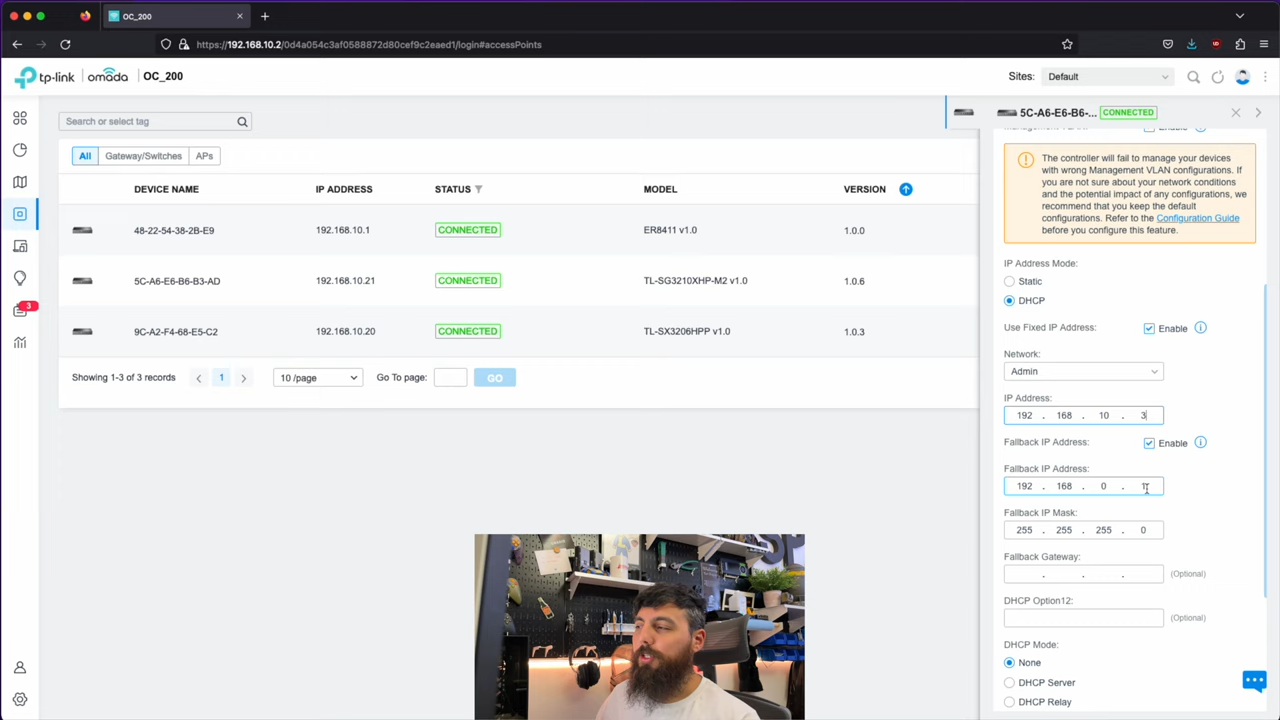 OC_200
https://192.168.10.2/0d4a054c3af0588872d80cef9c2eaed1/login#accessPoints
tp-link omada OC_200
Sites: Default
Search or select tag
All Gateway/Switches APs
DEVICE NAME IP ADDRESS STATUS MODEL VERSION
48-22-54-38-2B-E9 192.168.10.1 CONNECTED ER8411 v1.0 1.0.0
5C-A6-E6-B6-B3-AD 192.168.10.21 CONNECTED TL-SG3210XHP-M2 v1.0 1.0.6
9C-A2-F4-68-E5-C2 192.168.10.20 CONNECTED TL-SX3206HPP v1.0 1.0.3
Showing 1-3 of 3 records 1 10 /page Go To page: GO
3
5C-A6-E6-B6-... CONNECTED
Management VLAN: Enable
The controller will fail to manage your devices
with wrong Management VLAN configurations. If
you are not sure about your network conditions
and the potential impact of any configurations, we
recommend that you keep the default
configurations. Refer to the Configuration Guide
before you configure this feature.
IP Address Mode:
Static
DHCP
Use Fixed IP Address: Enable
Network:
Admin
IP Address:
192 . 168 . 10 . 3
Fallback IP Address: Enable
Fallback IP Address:
192 . 168 . 0 . 1
Fallback IP Mask:
255 . 255 . 255 . 0
Fallback Gateway:
. . . (Optional)
DHCP Option12:
(Optional)
DHCP Mode:
None
DHCP Server
DHCP Relay